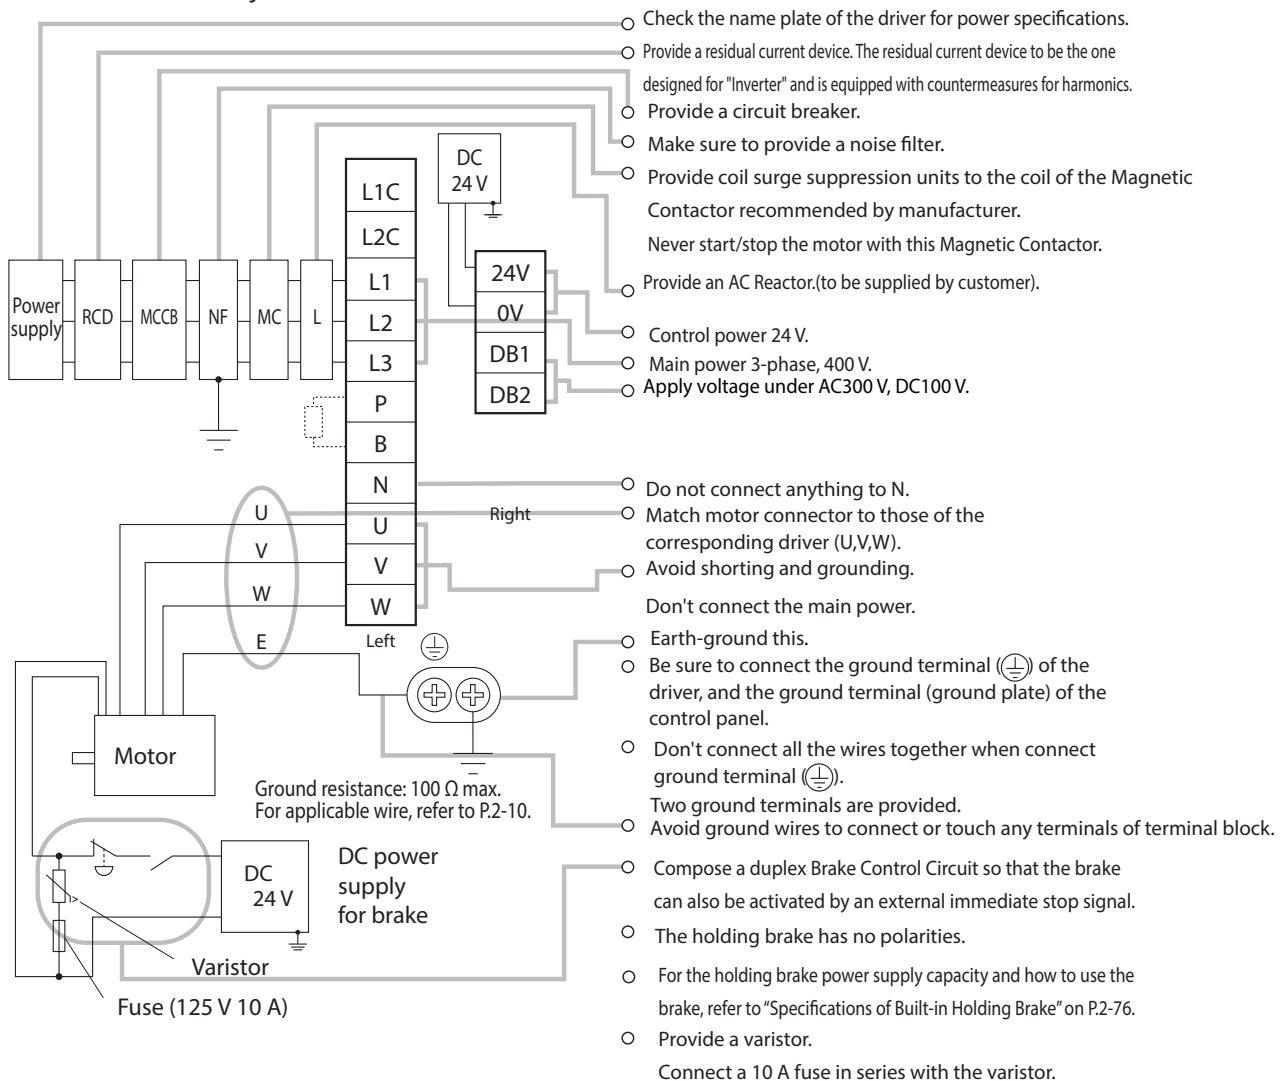 Check the name plate of the driver for power specifications.
Provide a residual current device. The residual current device to be the one
designed for "Inverter" and is equipped with countermeasures for harmonics.
Provide a circuit breaker.
Make sure to provide a noise filter.
Provide coil surge suppression units to the coil of the Magnetic
Contactor recommended by manufacturer.
Never start/stop the motor with this Magnetic Contactor.
Provide an AC Reactor.(to be supplied by customer).
Control power 24 V.
Main power 3-phase, 400 V.
Apply voltage under AC300 V, DC100 V.
Do not connect anything to N.
Match motor connector to those of the
corresponding driver (U,V,W).
Avoid shorting and grounding.
Don't connect the main power.
Earth-ground this.
Be sure to connect the ground terminal (⏚) of the
driver, and the ground terminal (ground plate) of the
control panel.
Don't connect all the wires together when connect
ground terminal (⏚).
Two ground terminals are provided.
Avoid ground wires to connect or touch any terminals of terminal block.
Compose a duplex Brake Control Circuit so that the brake
can also be activated by an external immediate stop signal.
The holding brake has no polarities.
For the holding brake power supply capacity and how to use the
brake, refer to “Specifications of Built-in Holding Brake” on P.2-76.
Provide a varistor.
Connect a 10 A fuse in series with the varistor.
Power
supply
RCD
MCCB
NF
MC
L
L1C
L2C
L1
L2
L3
P
B
N
U
V
W
DC
24 V
24V
0V
DB1
DB2
Right
Left
U
V
W
E
Motor
Ground resistance: 100 Ω max.
For applicable wire, refer to P.2-10.
DC
24 V
DC power
supply
for brake
Varistor
Fuse (125 V 10 A)